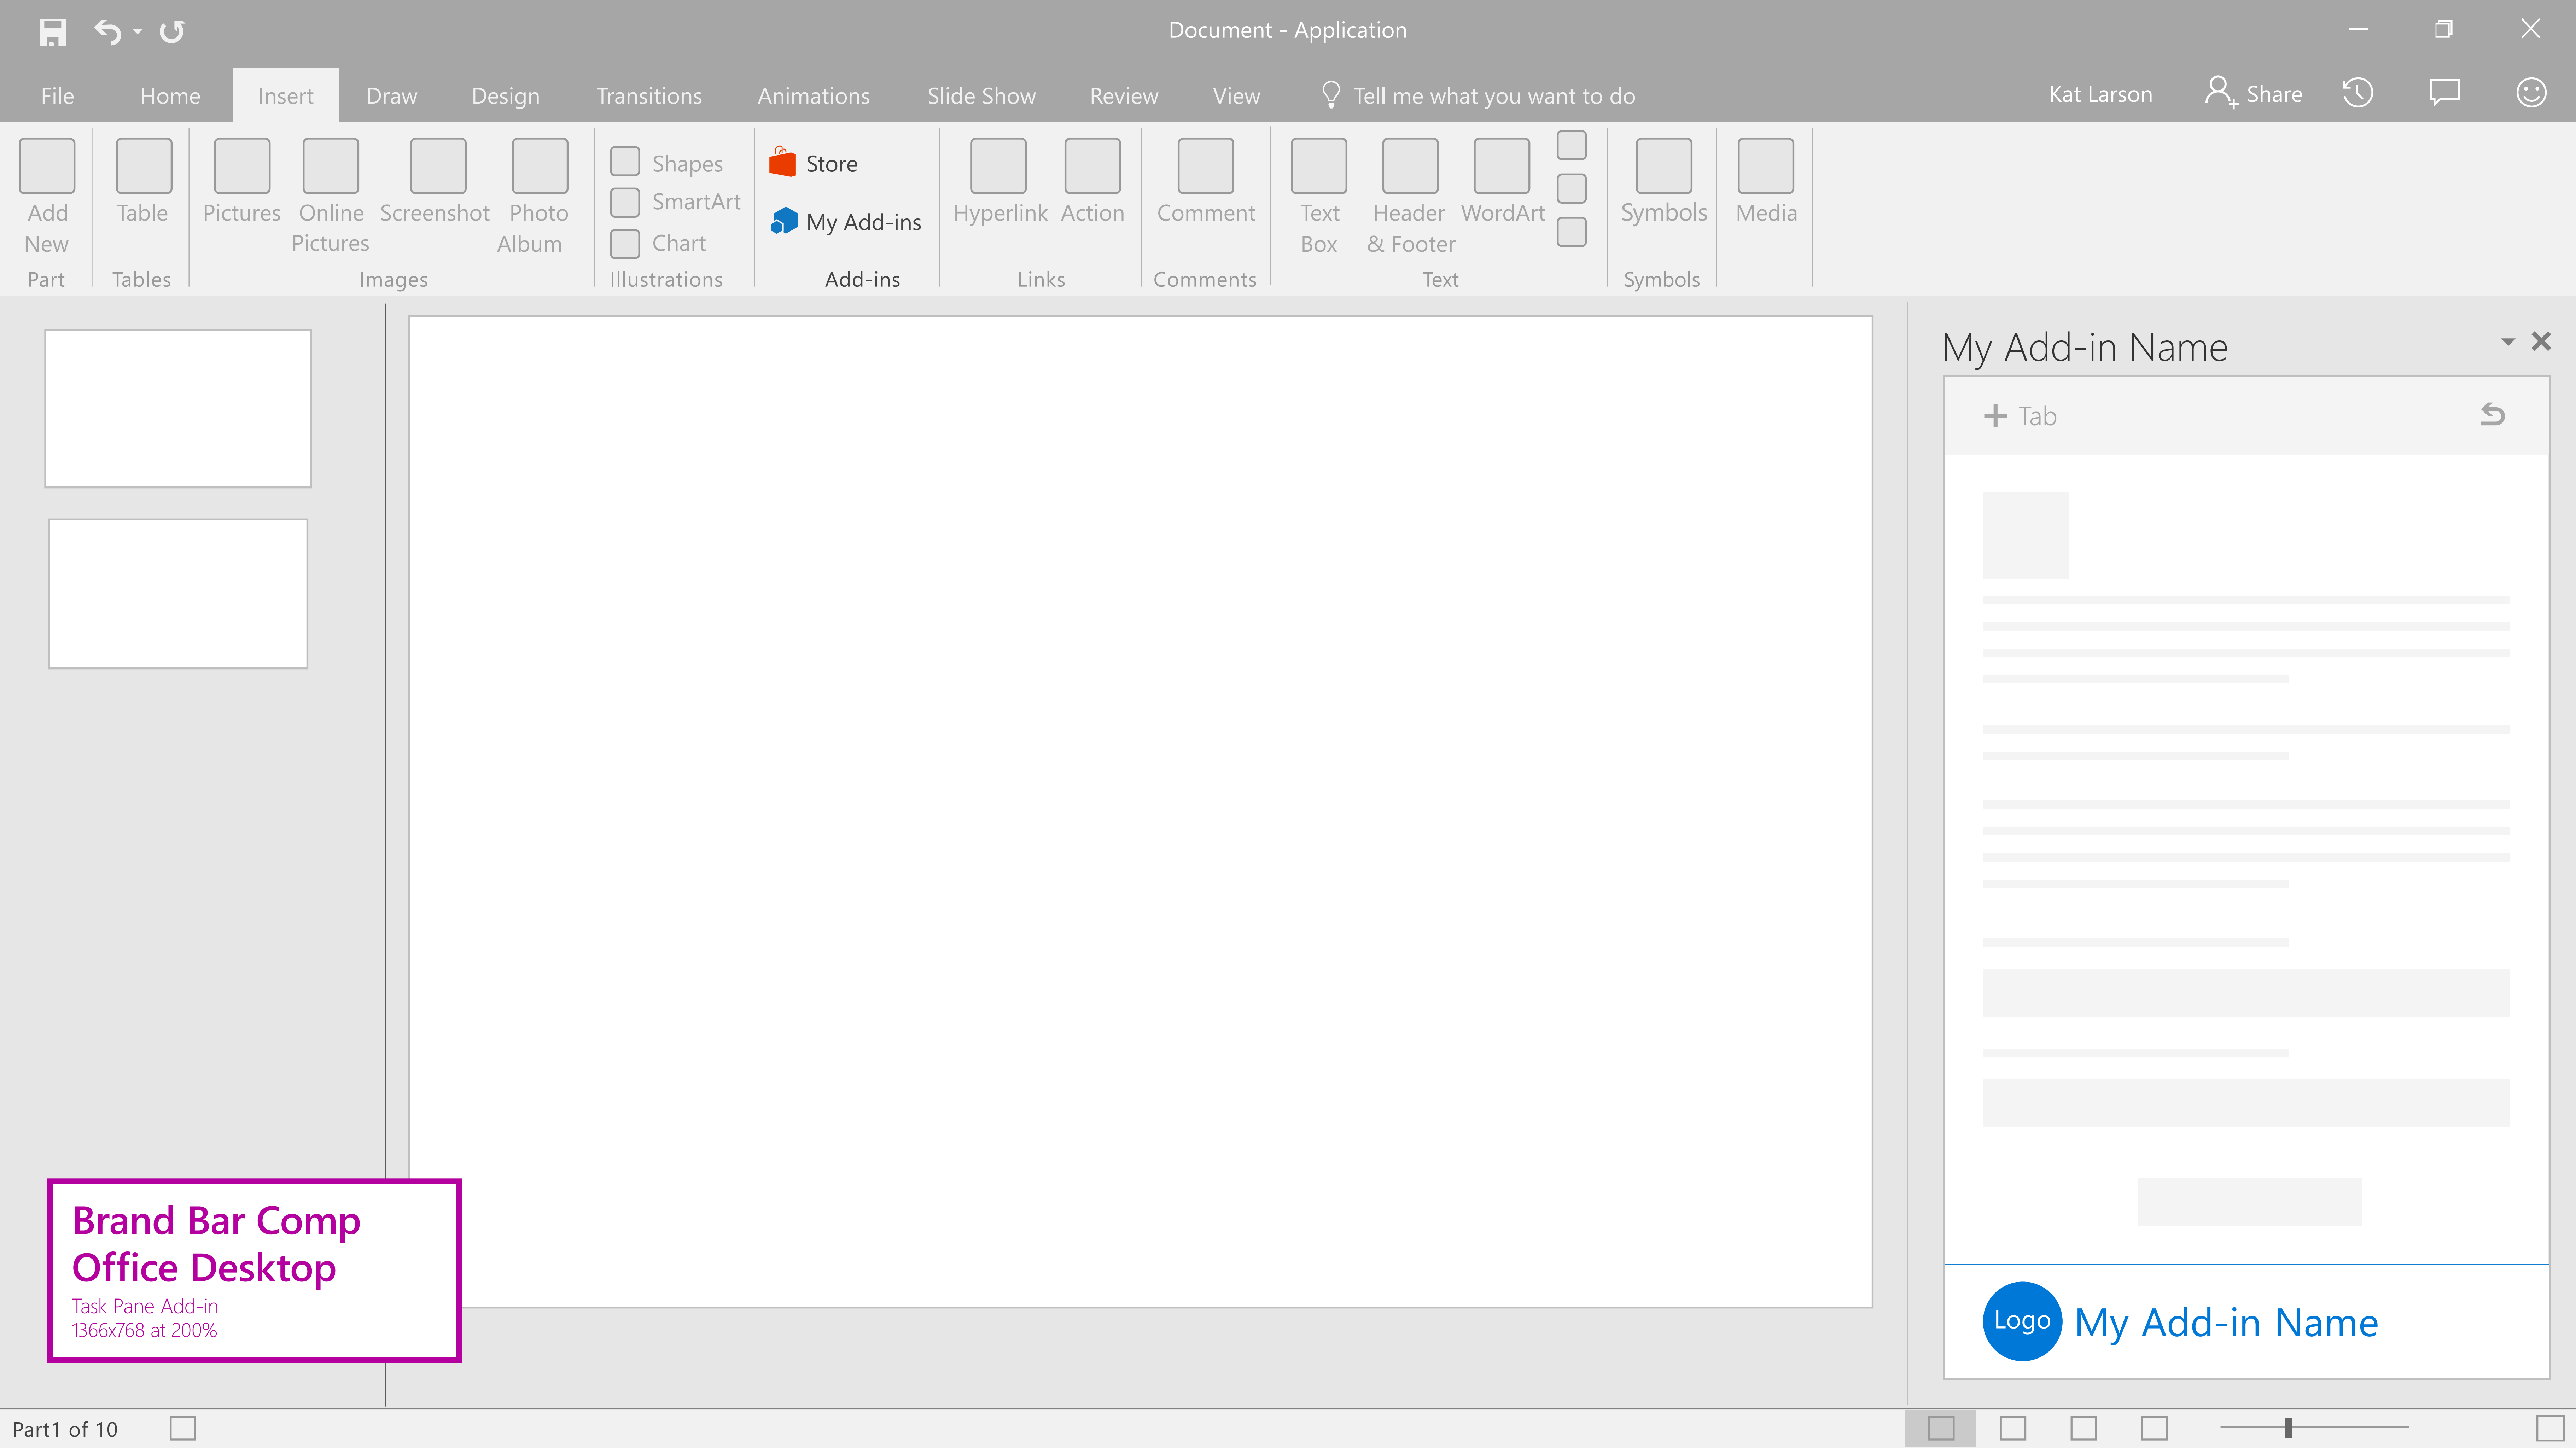 Document - Application
File Home Insert Draw Design Transitions Animations Slide Show Review View Tell me what you want to do Kat Larson Share
Add New
Table
Pictures
Online Pictures
Screenshot
Photo Album
Shapes
SmartArt
Chart
Store
My Add-ins
Hyperlink
Action
Comment
Text Box
Header & Footer
WordArt
Symbols
Media
Part Tables Images Illustrations Add-ins Links Comments Text Symbols
My Add-in Name
Tab
Brand Bar Comp
Office Desktop
Task Pane Add-in
1366x768 at 200%
Logo My Add-in Name
Part1 of 10